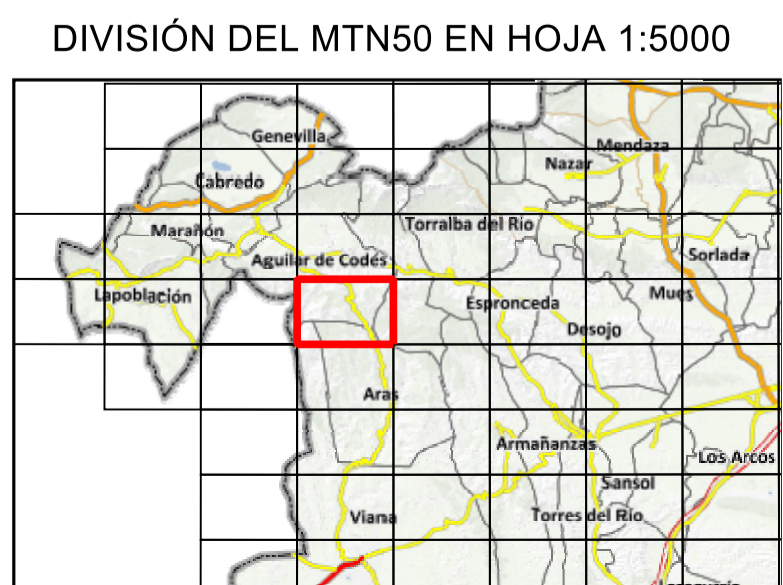 DIVISIÓN DEL MTN50 EN HOJA 1:5000
Genevilla
Mendaza
Nazar
Cabredo
Marañón
Torralba del Río
Aguilar de Codés
Sorlada
Lapoblación
Espronceda
Mues
Desojo
Aras
Armañanzas
Los Arcos
Sansol
Viana
Torres del Río